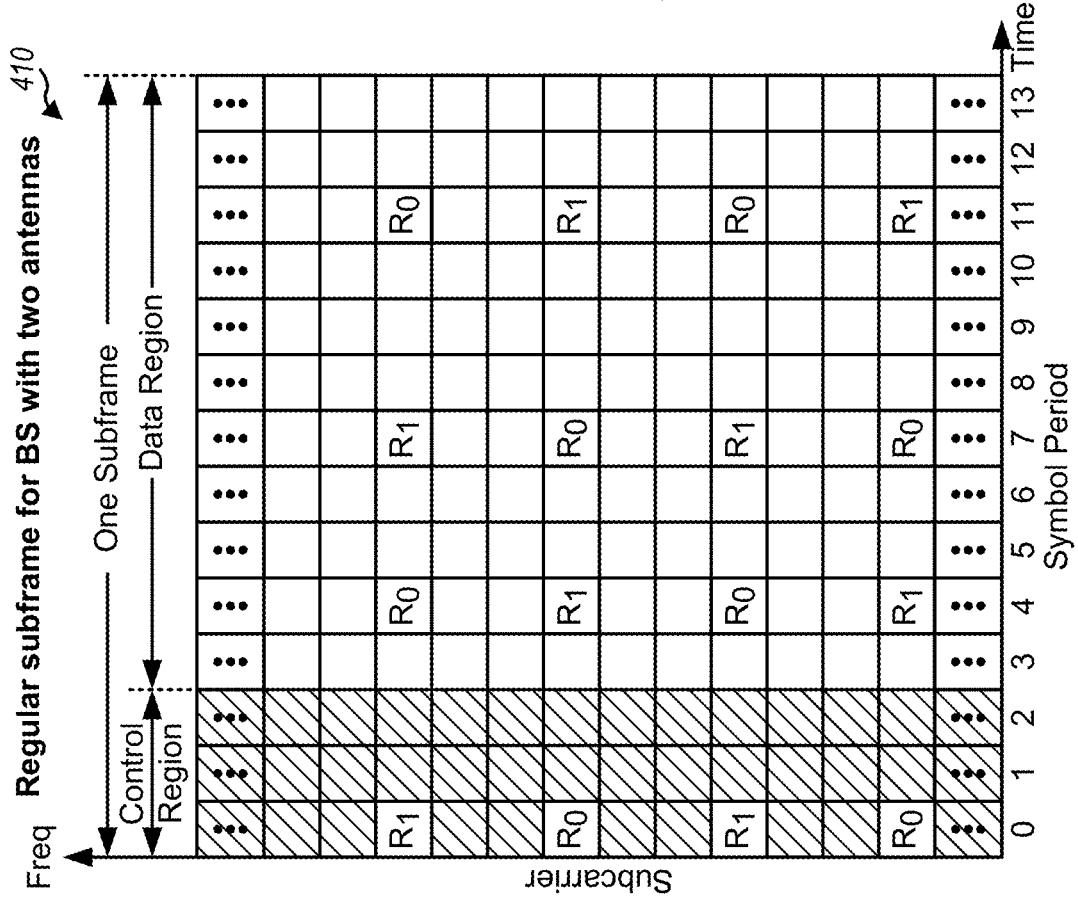 Regular subframe for BS with two antennas 410
Freq
One Subframe
Control
Region
Data Region
••• ••• ••• ••• ••• ••• ••• ••• ••• ••• ••• ••• ••• •••
R1 R0 R1 R0
R0 R1 R0 R1
R1 R0 R1 R0
R0 R1 R0 R1
••• ••• ••• ••• ••• ••• ••• ••• ••• ••• ••• ••• ••• •••
Subcarrier
0 1 2 3 4 5 6 7 8 9 10 11 12 13 Time
Symbol Period